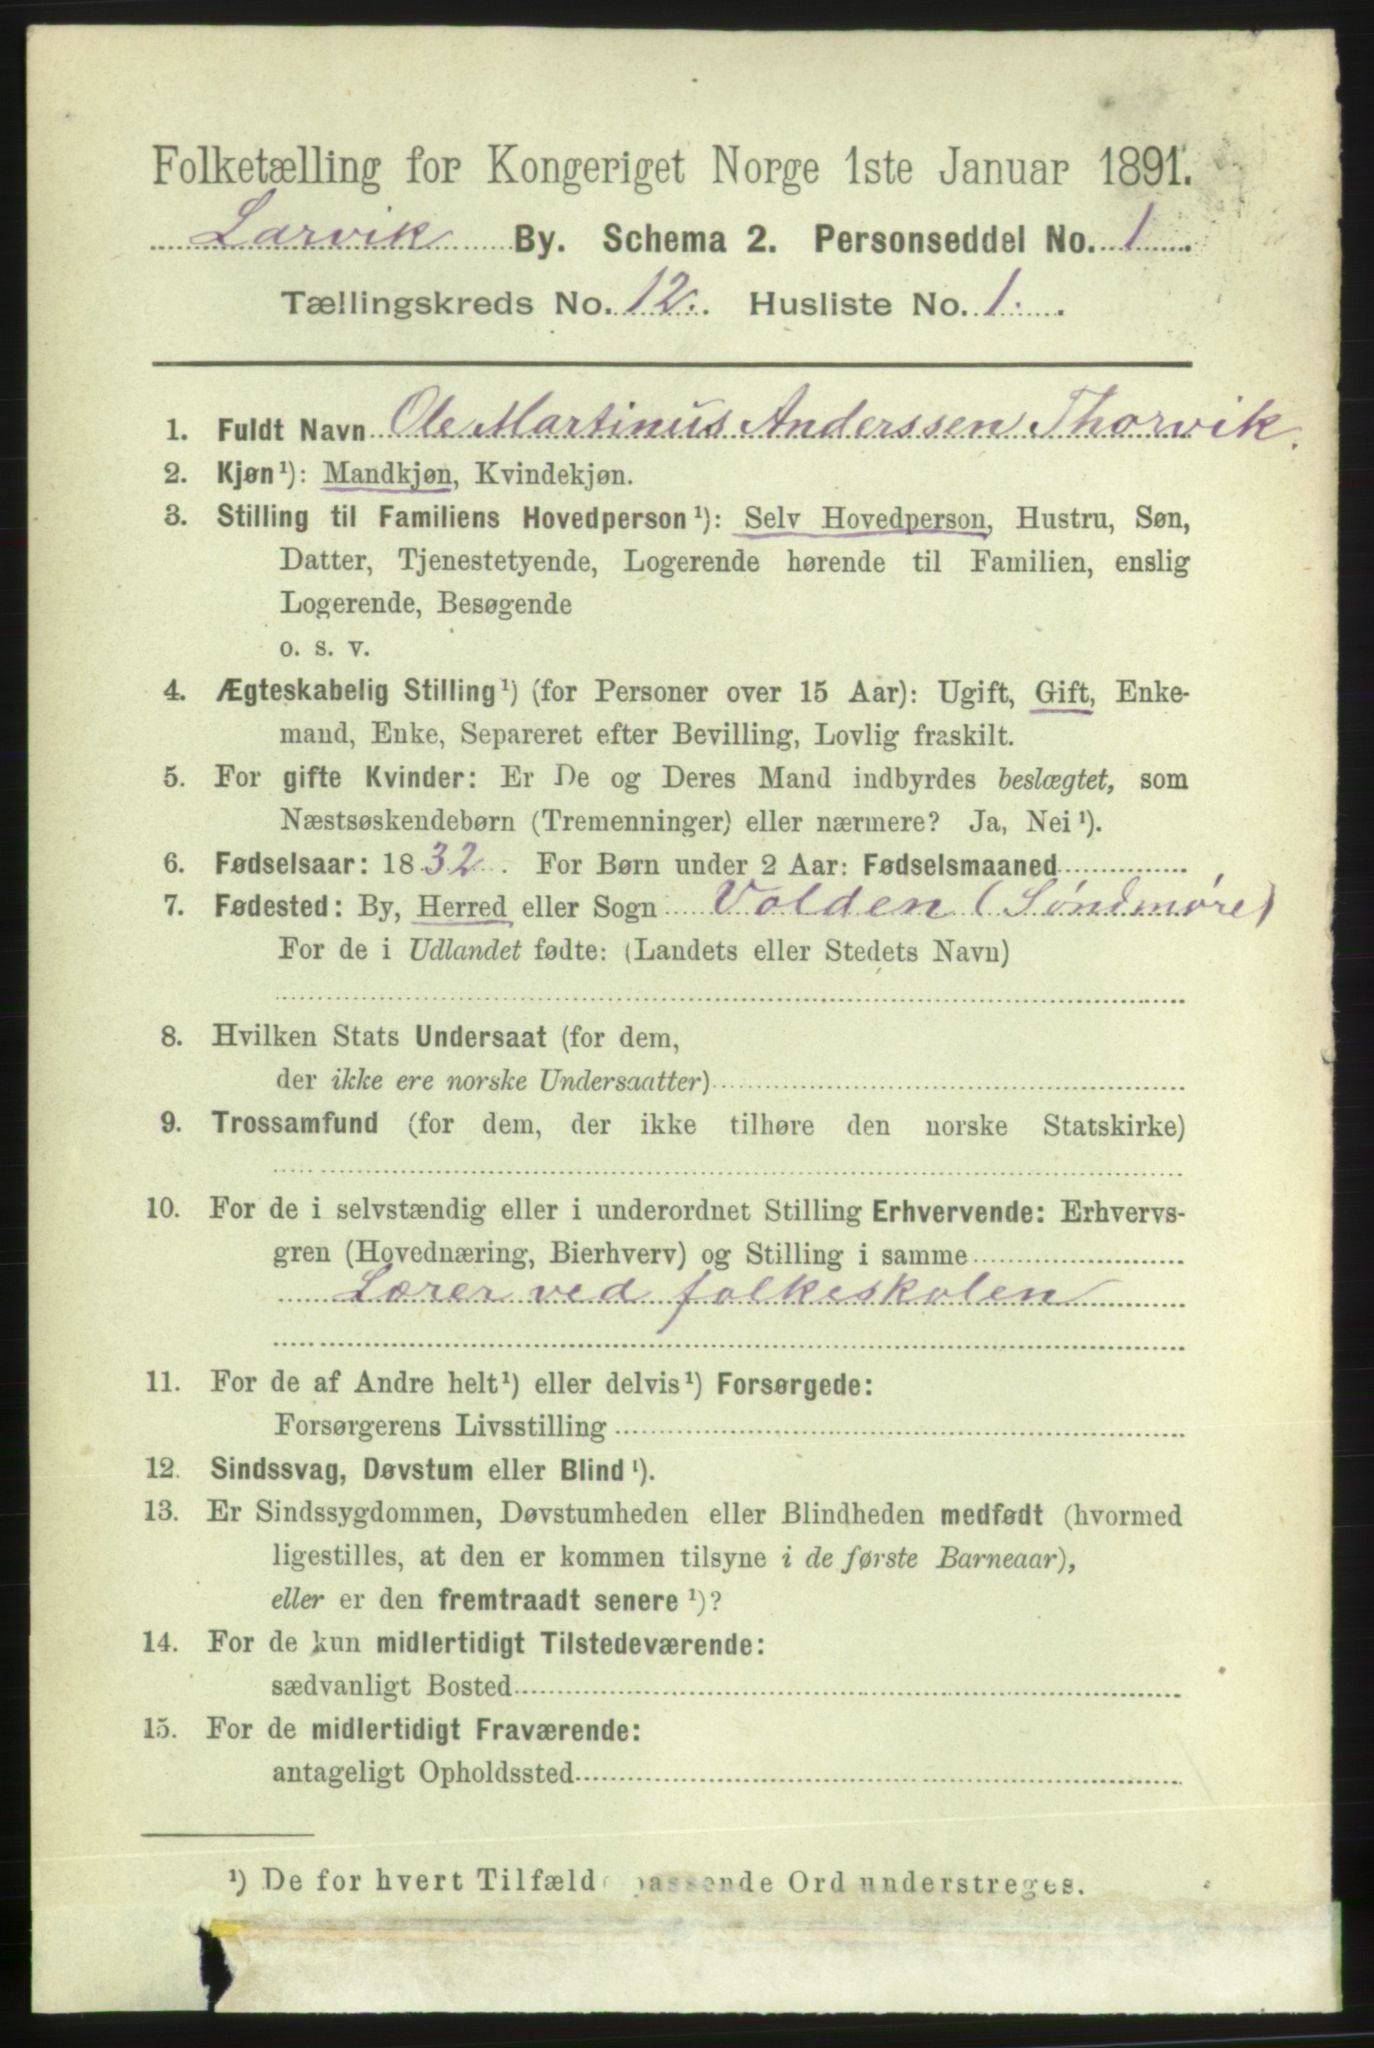 Folketælling for Kongeriget Norge 1ste Januar 1891.
Larvik By. Schema 2. Personseddel No. 1.
Tællingskreds No. 12. Husliste No. 1.
1. Fuldt Navn Ole Martinus Anderssen Thorvik.
2. Kjøn¹): Mandkjøn, Kvindekjøn.
3. Stilling til Familiens Hovedperson¹): Selv Hovedperson, Hustru, Søn,
Datter, Tjenestetyende, Logerende hørende til Familien, enslig
Logerende, Besøgende
o. s. v.
4. Ægteskabelig Stilling¹) (for Personer over 15 Aar): Ugift, Gift, Enke-
mand, Enke, Separeret efter Bevilling, Lovlig fraskilt.
5. For gifte Kvinder: Er De og Deres Mand indbyrdes beslægtet, som
Næstsøskendebørn (Tremenninger) eller nærmere? Ja, Nei¹).
6. Fødselsaar: 1832. For Børn under 2 Aar: Fødselsmaaned
7. Fødested: By, Herred eller Sogn Volden (Søndmøre)
For de i Udlandet fødte: (Landets eller Stedets Navn)
8. Hvilken Stats Undersaat (for dem,
der ikke ere norske Undersaatter)
9. Trossamfund (for dem, der ikke tilhøre den norske Statskirke)
10. For de i selvstændig eller i underordnet Stilling Erhvervende: Erhvervs-
gren (Hovednæring, Bierhverv) og Stilling i samme
Lærer ved folkeskolen
11. For de af Andre helt¹) eller delvis¹) Forsørgede:
Forsørgerens Livsstilling
12. Sindssvag, Døvstum eller Blind¹).
13. Er Sindssygdommen, Døvstumheden eller Blindheden medfødt (hvormed
ligestilles, at den er kommen tilsyne i de første Barneaar),
eller er den fremtraadt senere¹)?
14. For de kun midlertidigt Tilstedeværende:
sædvanligt Bosted
15. For de midlertidigt Fraværende:
antageligt Opholdssted
¹) De for hvert Tilfælde passende Ord understreges.